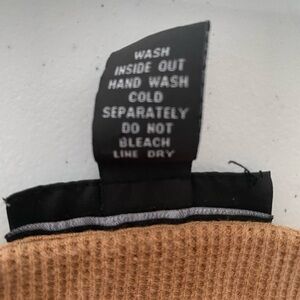 WASH
INSIDE OUT
HAND WASH
COLD
SEPARATELY
DO NOT
BLEACH
LINE DRY